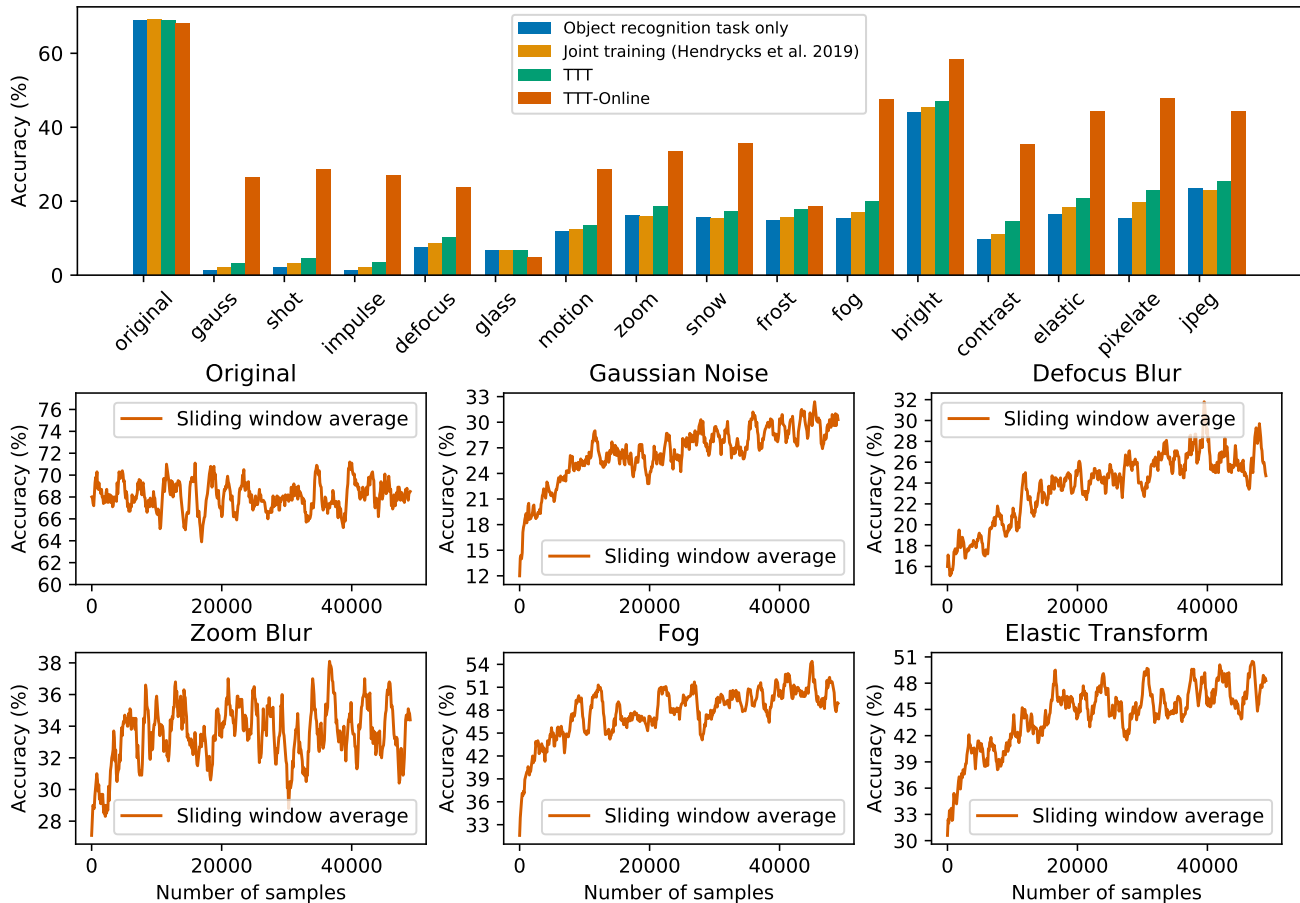 Accuracy (%)
60
40
20
0
Object recognition task only
Joint training (Hendrycks et al. 2019)
TTT
TTT-Online
original
gauss
shot
impulse
defocus
glass
motion
zoom
snow
frost
fog
bright
contrast
elastic
pixelate
jpeg
Original
Accuracy (%)
76
74
72
70
68
66
64
62
60
Sliding window average
0 20000 40000
Gaussian Noise
Accuracy (%)
33
30
27
24
21
18
15
12
Sliding window average
0 20000 40000
Defocus Blur
Accuracy (%)
32
30
28
26
24
22
20
18
16
Sliding window average
0 20000 40000
Zoom Blur
Accuracy (%)
38
36
34
32
30
28
Sliding window average
0 20000 40000
Number of samples
Fog
Accuracy (%)
54
51
48
45
42
39
36
33
Sliding window average
0 20000 40000
Number of samples
Elastic Transform
Accuracy (%)
51
48
45
42
39
36
33
30
Sliding window average
0 20000 40000
Number of samples